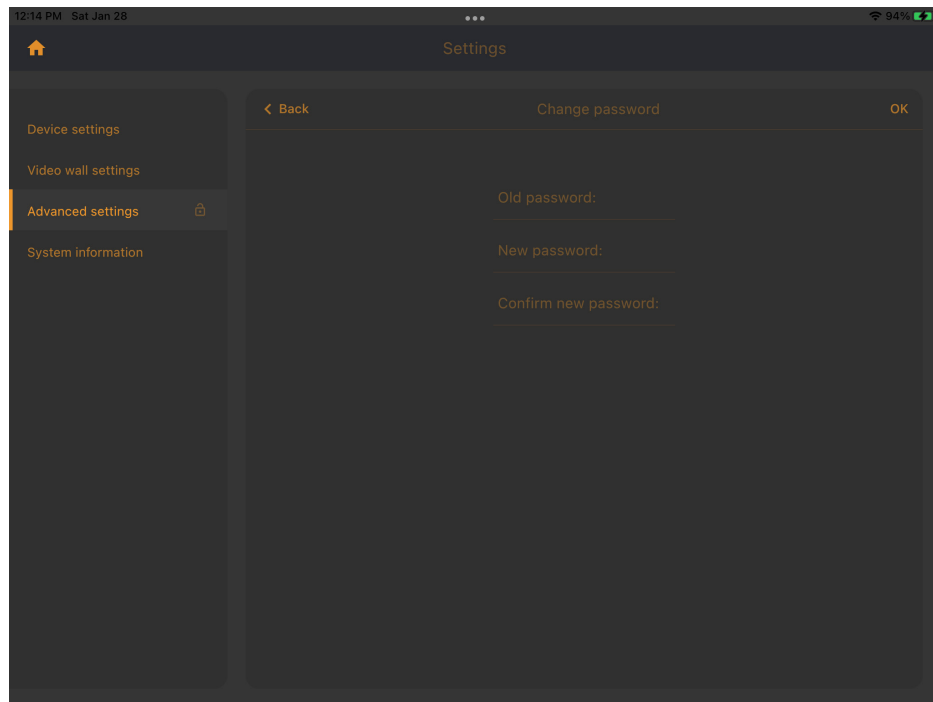 12:14 PM Sat Jan 28
94%
Settings
Device settings
Video wall settings
Advanced settings
System information
Back
Change password
OK
Old password:
New password:
Confirm new password: